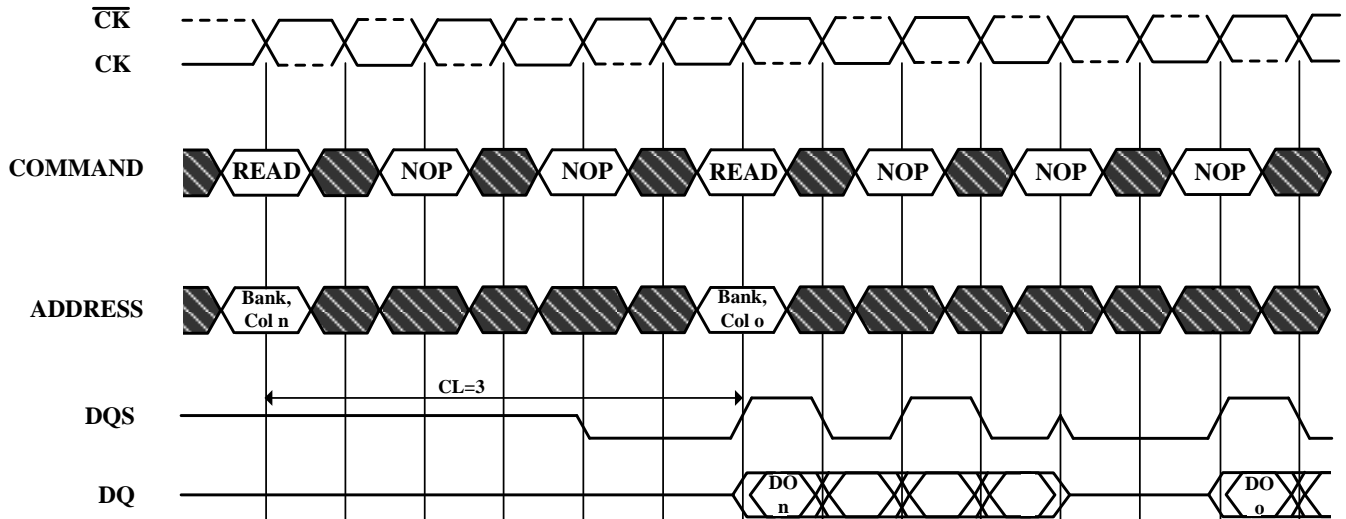 CK
CK
COMMAND READ NOP NOP READ NOP NOP NOP
ADDRESS
Bank, Bank,
Col n Col o
CL=3
DQS
DQ
DO DO
n o